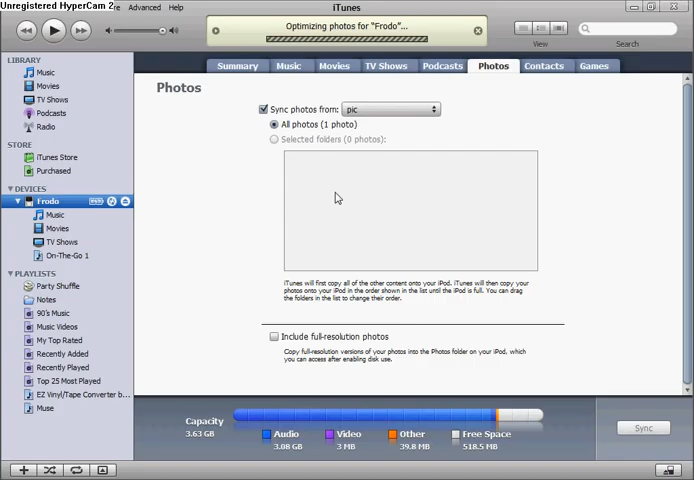 Unregistered HyperCam 2
Advanced Help
iTunes
Optimizing photos for “Frodo”...
View
Search
LIBRARY
Music
Movies
TV Shows
Podcasts
Radio
STORE
iTunes Store
Purchased
DEVICES
Frodo
Music
Movies
TV Shows
On-The-Go 1
PLAYLISTS
Party Shuffle
Notes
90's Music
Music Videos
My Top Rated
Recently Added
Recently Played
Top 25 Most Played
EZ Vinyl/Tape Converter b...
Muse
Summary Music Movies TV Shows Podcasts Photos Contacts Games
Photos
Sync photos from: pic
All photos (1 photo)
Selected folders (0 photos):
iTunes will first copy all of the other content onto your iPod. iTunes will then copy your
photos onto your iPod in the order shown in the list until the iPod is full. You can drag
the folders in the list to change their order.
Include full-resolution photos
Copy full-resolution versions of your photos into the Photos folder on your iPod, which
you can access after enabling disk use.
Capacity
3.63 GB
Audio
3.08 GB
Video
3 MB
Other
39.8 MB
Free Space
518.5 MB
Sync